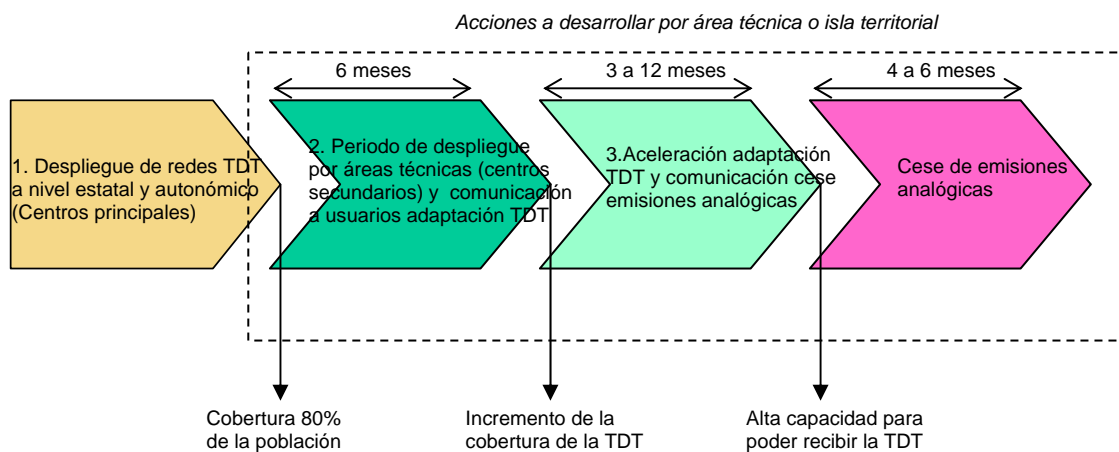 Acciones a desarrollar por área técnica o isla territorial
6 meses
3 a 12 meses
4 a 6 meses
1. Despliegue de redes TDT
a nivel estatal y autonómico
(Centros principales)
2. Periodo de despliegue
por áreas técnicas (centros
secundarios) y comunicación
a usuarios adaptación TDT
3.Aceleración adaptación
TDT y comunicación cese
emisiones analógicas
Cese de emisiones
analógicas
Cobertura 80%
de la población
Incremento de la
cobertura de la TDT
Alta capacidad para
poder recibir la TDT